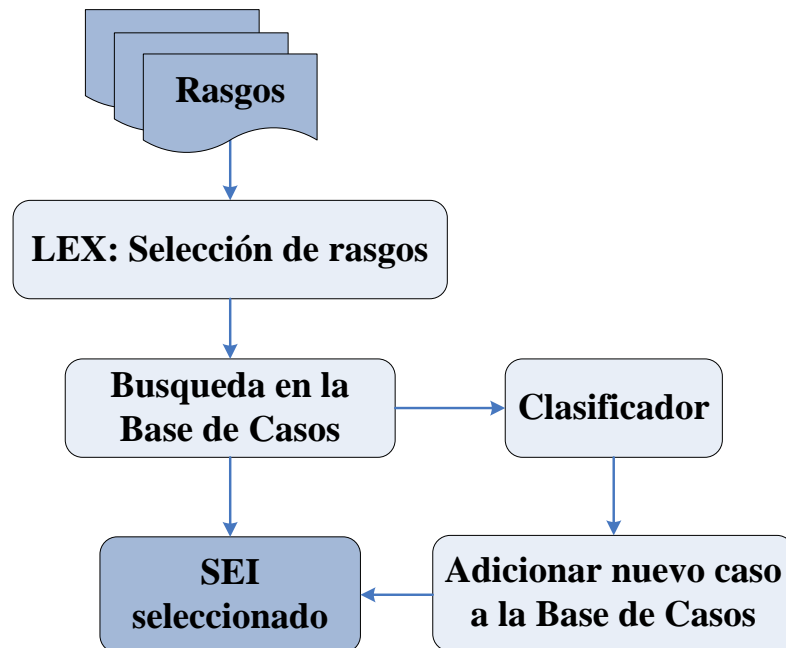 Rasgos
LEX: Selección de rasgos
Busqueda en la
Base de Casos
Clasificador
SEI
seleccionado
Adicionar nuevo caso
a la Base de Casos